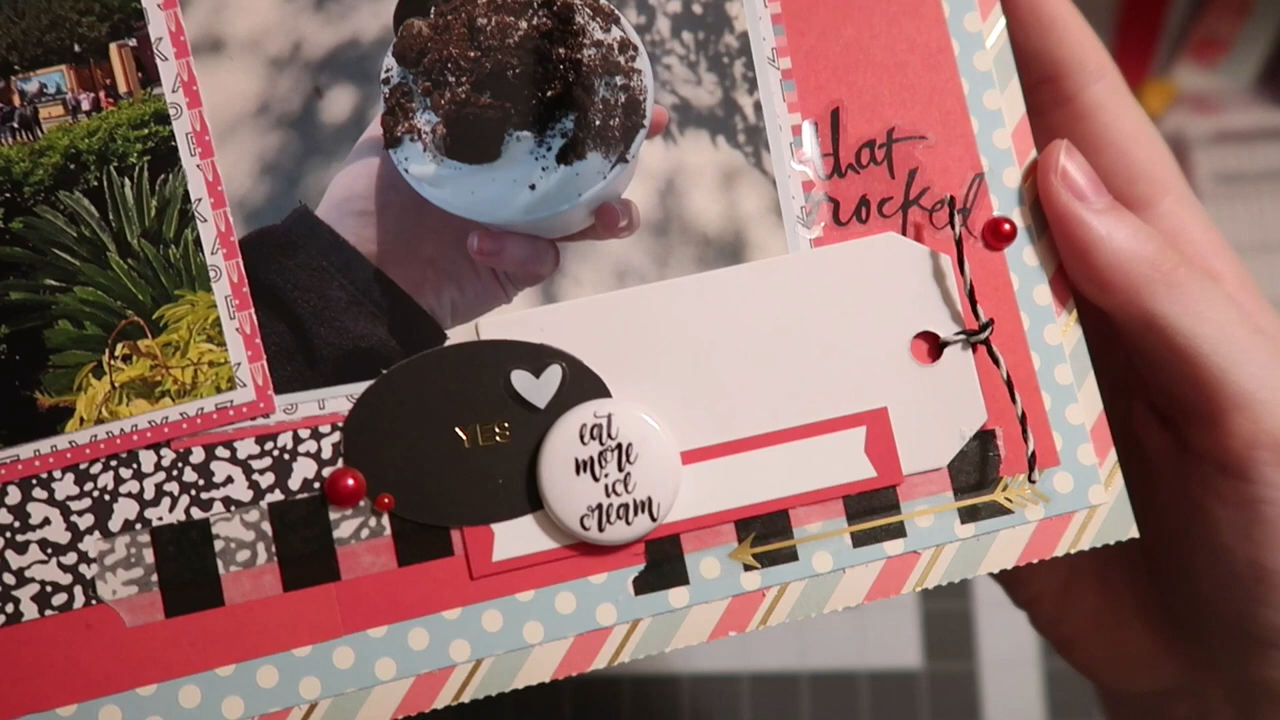 that
rocked
YES
eat
more
ice
cream